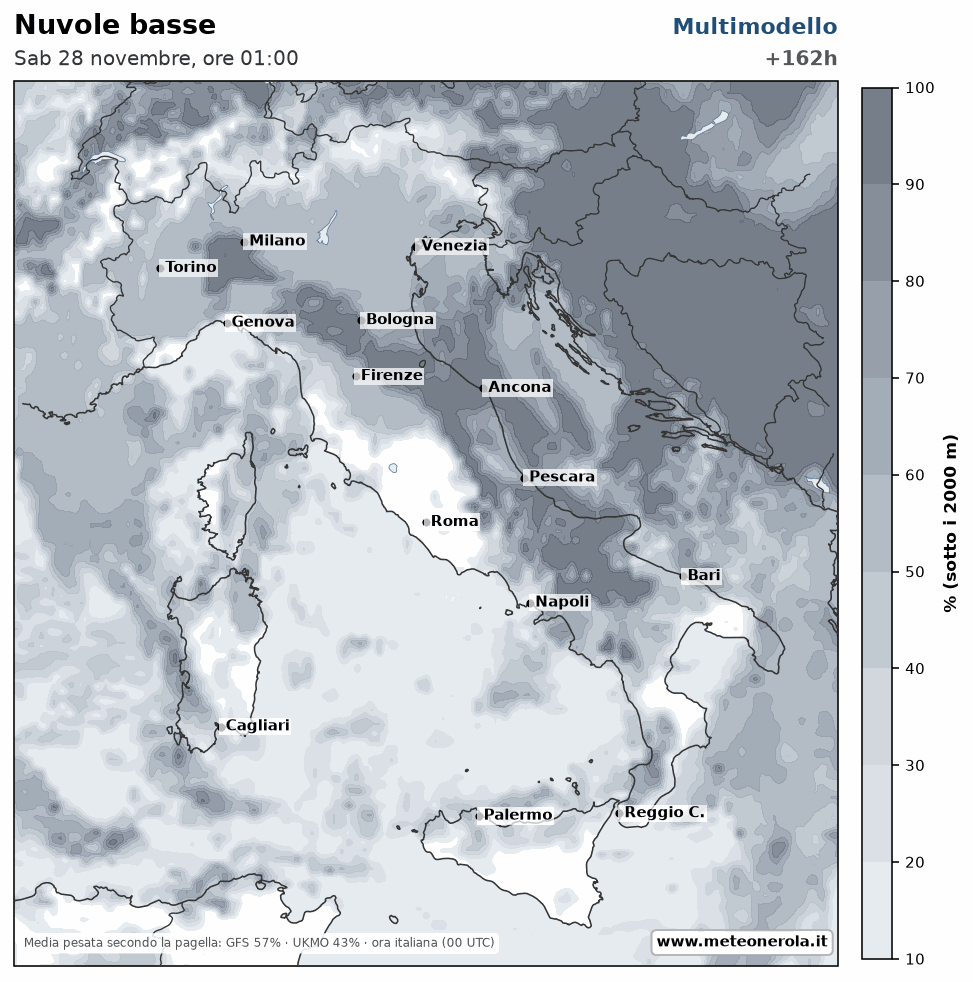 Nuvole basse
Multimodello
Sab 28 novembre, ore 01:00
+162h
100
90
80
70
60
50
40
30
20
10
% (sotto i 2000 m)
Milano
Venezia
Torino
Genova
Bologna
Firenze
Ancona
Pescara
Roma
Bari
Napoli
Cagliari
Palermo
Reggio C.
Media pesata secondo la pagella: GFS 57% · UKMO 43% · ora italiana (00 UTC)
www.meteonerola.it